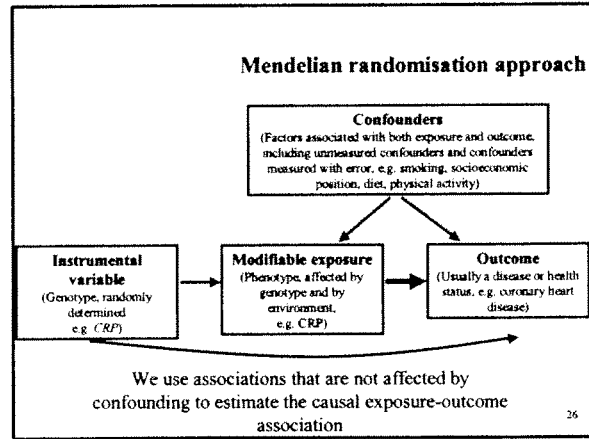 Mendelian randomisation approach
Confounders
(Factors associated with both exposure and outcome,
including unmeasured confounders and confounders
measured with error, e.g. smoking, socioeconomic
position, diet, physical activity)
Instrumental
variable
(Genotype, randomly
determined
e.g. CRP)
Modifiable exposure
(Phenotype, affected by
genotype and by
environment,
e.g. CRP)
Outcome
(Usually a disease or health
status, e.g. coronary heart
disease)
We use associations that are not affected by
confounding to estimate the causal exposure-outcome
association
26